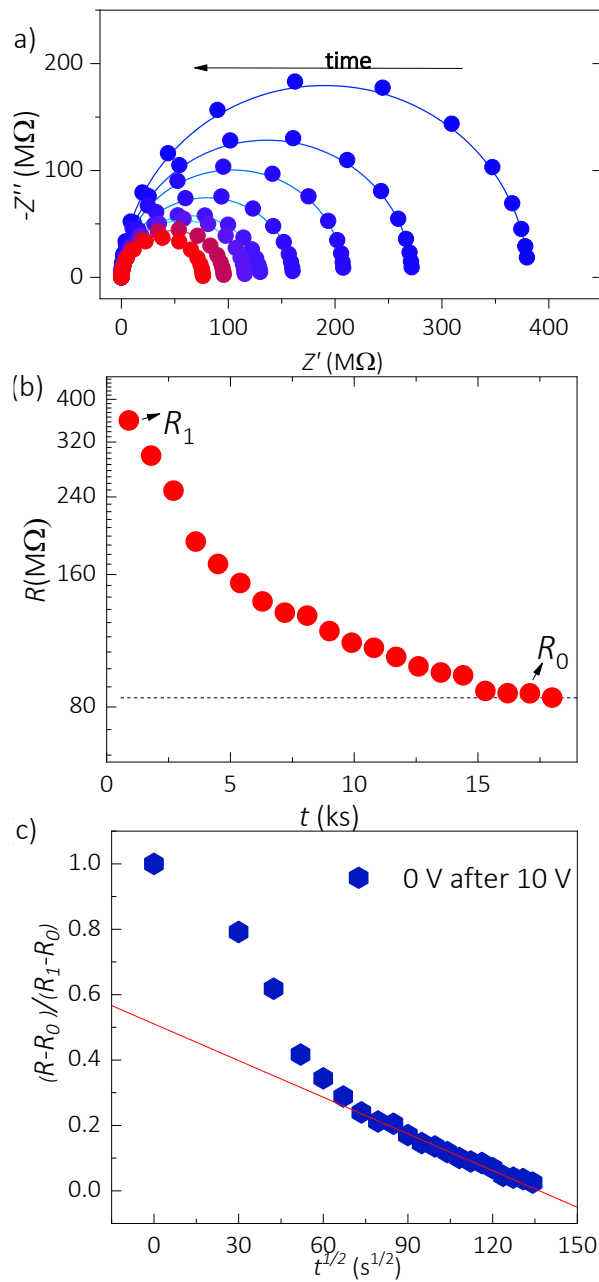 a)
time
-Z'' (MΩ)
200
100
0
0 100 200 300 400
Z' (MΩ)
(b)
R(MΩ)
400
320
240
160
80
R₁
R₀
0 5 10 15
t (ks)
c)
(R-R₀)/(R₁-R₀)
1.0
0.8
0.6
0.4
0.2
0.0
0 V after 10 V
0 30 60 90 120 150
t^{1/2} (s^{1/2})